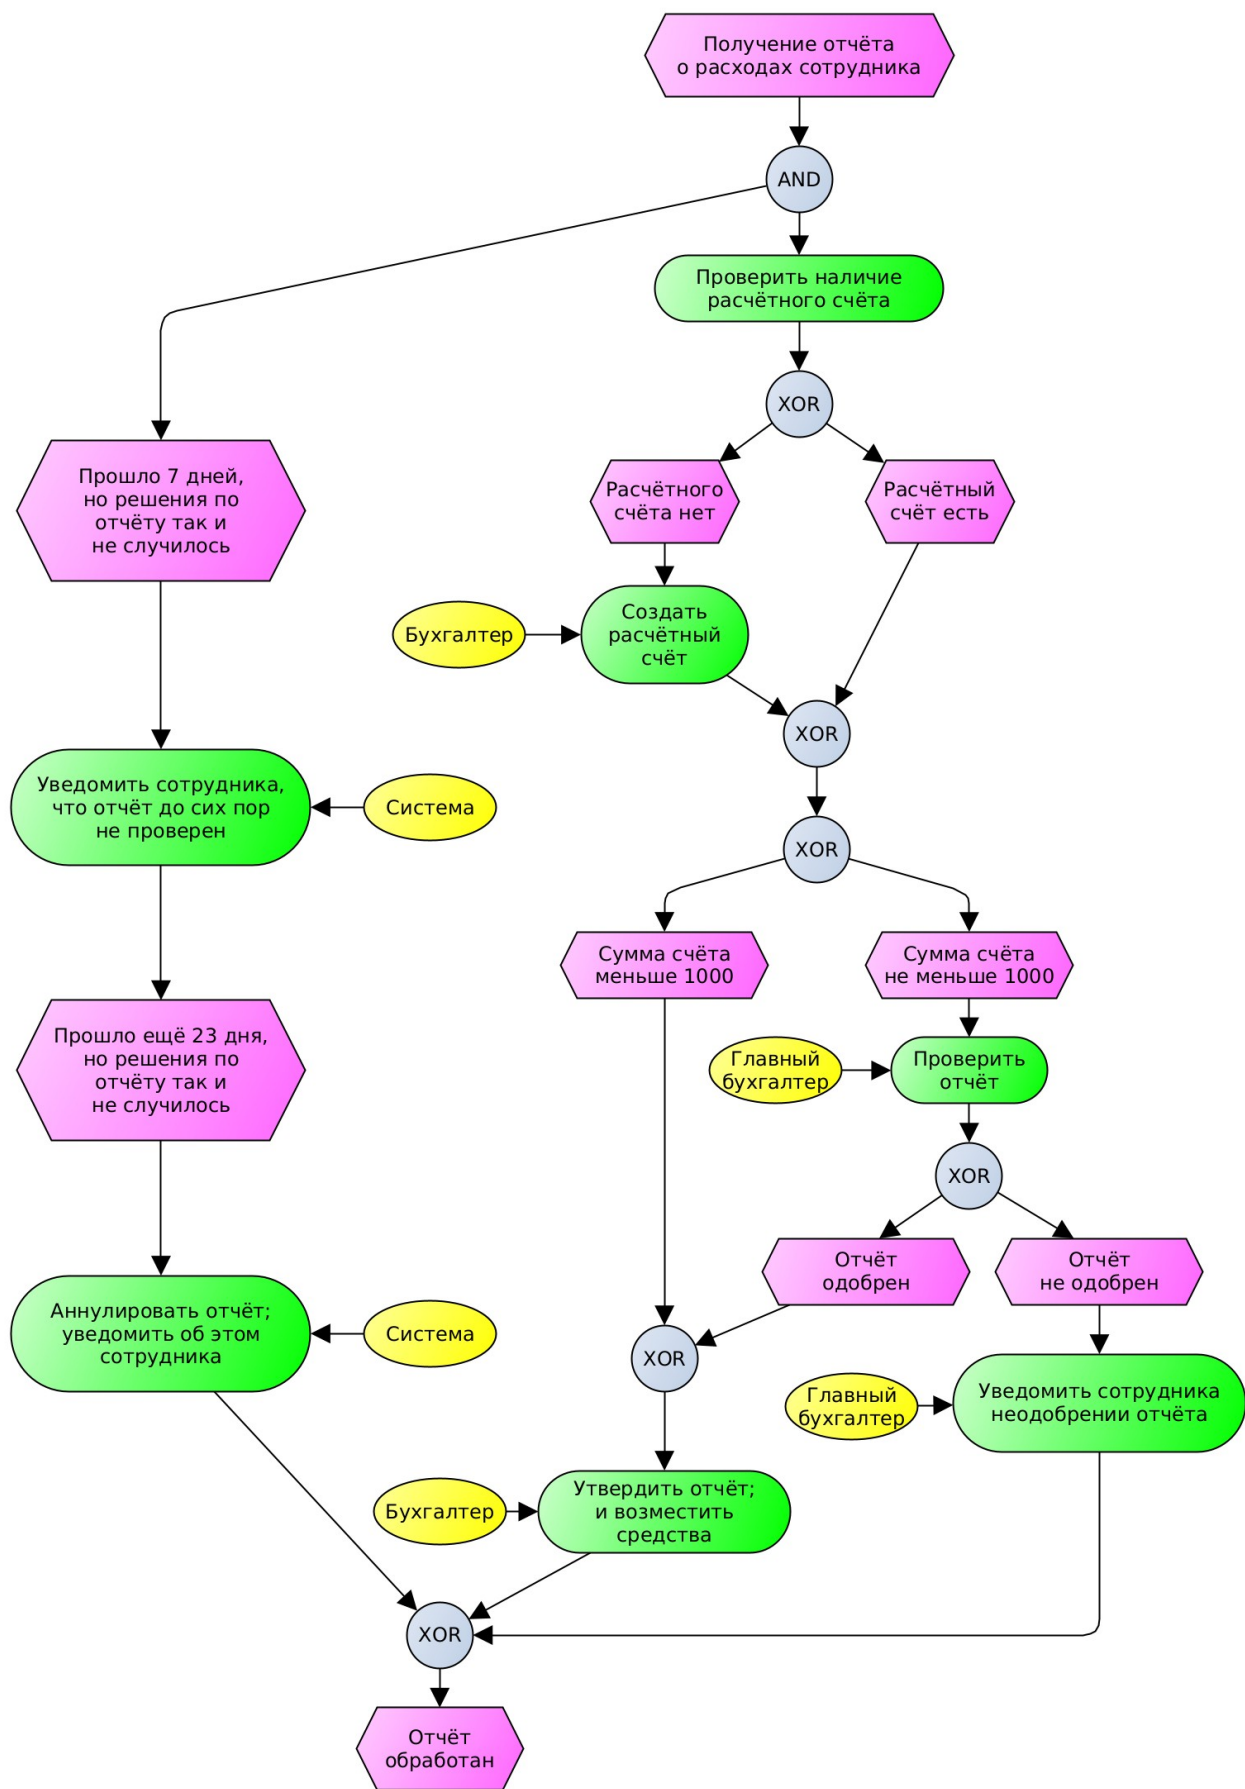 Получение отчёта
о расходах сотрудника
AND
Проверить наличие
расчётного счёта
XOR
Расчётного
счёта нет
Расчётный
счёт есть
Прошло 7 дней,
но решения по
отчёту так и
не случилось
Бухгалтер
Создать
расчётный
счёт
XOR
Уведомить сотрудника,
что отчёт до сих пор
не проверен
Система
XOR
Сумма счёта
меньше 1000
Сумма счёта
не меньше 1000
Прошло ещё 23 дня,
но решения по
отчёту так и
не случилось
Главный
бухгалтер
Проверить
отчёт
XOR
Отчёт
одобрен
Отчёт
не одобрен
Аннулировать отчёт;
уведомить об этом
сотрудника
Система
XOR
Главный
бухгалтер
Уведомить сотрудника
неодобрении отчёта
Бухгалтер
Утвердить отчёт;
и возместить
средства
XOR
Отчёт
обработан